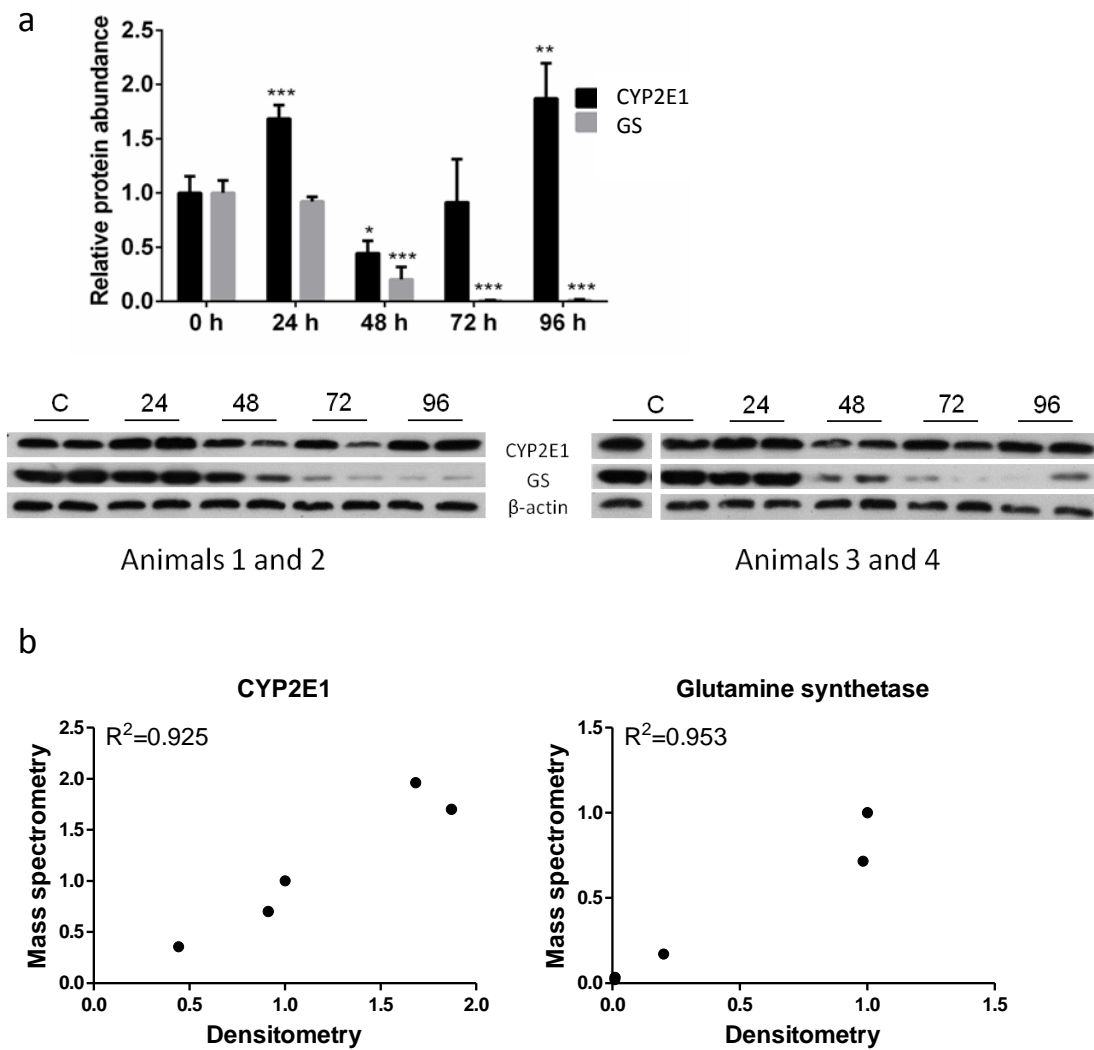 a
Relative protein abundance
2.5
2.0
1.5
1.0
0.5
0.0
***
*
***
***
**
***
0 h 24 h 48 h 72 h 96 h
CYP2E1
GS
C 24 48 72 96
C 24 48 72 96
CYP2E1
GS
β-actin
Animals 1 and 2
Animals 3 and 4
b
CYP2E1
R²=0.925
Mass spectrometry
2.5
2.0
1.5
1.0
0.5
0.0
0.0 0.5 1.0 1.5 2.0
Densitometry
Glutamine synthetase
R²=0.953
Mass spectrometry
1.5
1.0
0.5
0.0
0.0 0.5 1.0 1.5
Densitometry